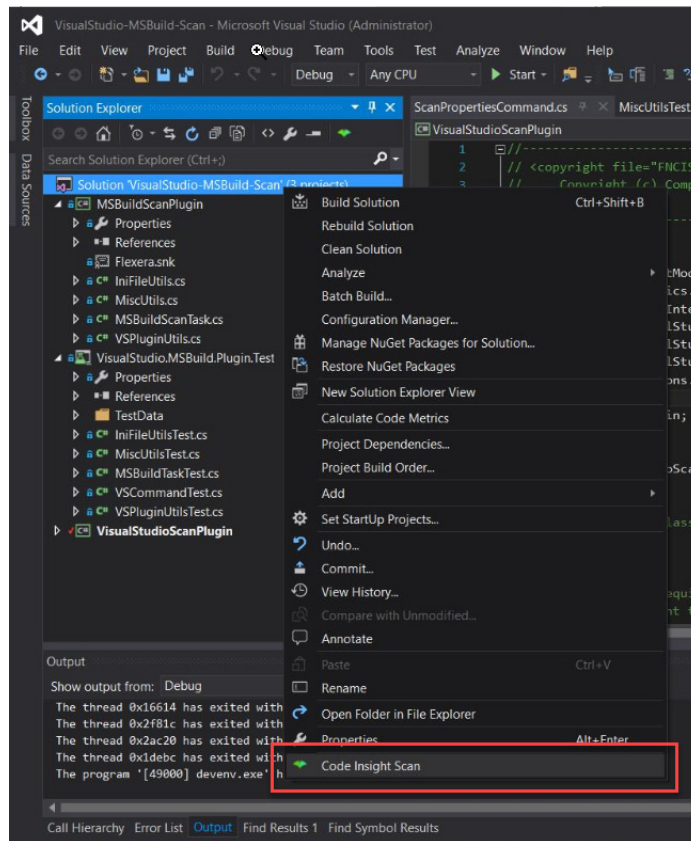 VisualStudio-MSBuild-Scan - Microsoft Visual Studio (Administrator)
File Edit View Project Build Debug Team Tools Test Analyze Window Help
Debug Any CPU Start
Toolbox
Data Sources
Solution Explorer
Search Solution Explorer (Ctrl+;)
Solution 'VisualStudio-MSBuild-Scan' (3 projects)
MSBuildScanPlugin
Properties
References
Flexera.snk
IniFileUtils.cs
MiscUtils.cs
MSBuildScanTask.cs
VSPluginUtils.cs
VisualStudio.MSBuild.Plugin.Test
Properties
References
TestData
IniFileUtilsTest.cs
MiscUtilsTest.cs
MSBuildTaskTest.cs
VSCommandTest.cs
VSPluginUtilsTest.cs
VisualStudioScanPlugin
ScanPropertiesCommand.cs MiscUtilsTest
VisualStudioScanPlugin
1 //--------------------
2 // <copyright file="FNCIS
3 // Copyright (c) Comp
Build Solution Ctrl+Shift+B
Rebuild Solution
Clean Solution
Analyze
Batch Build...
Configuration Manager...
Manage NuGet Packages for Solution...
Restore NuGet Packages
New Solution Explorer View
Calculate Code Metrics
Project Dependencies...
Project Build Order...
Add
Set StartUp Projects...
Undo...
Commit...
View History...
Compare with Unmodified...
Annotate
Paste Ctrl+V
Rename
Open Folder in File Explorer
Properties Alt+Enter
Code Insight Scan
Output
Show output from: Debug
The thread 0x16614 has exited with
The thread 0x2f81c has exited with
The thread 0x2ac20 has exited with
The thread 0x1debc has exited with
The program '[49000] devenv.exe' h
Call Hierarchy Error List Output Find Results 1 Find Symbol Results